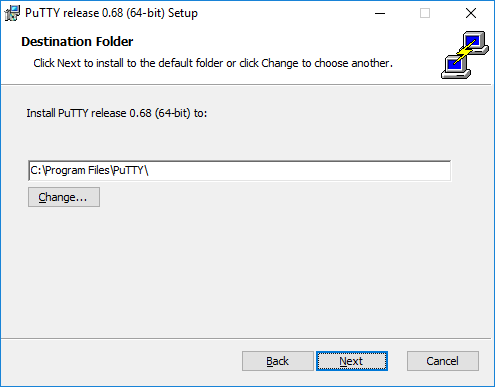 PuTTY release 0.68 (64-bit) Setup
Destination Folder
Click Next to install to the default folder or click Change to choose another.
Install PuTTY release 0.68 (64-bit) to:
C:\Program Files\PuTTY\
Change...
Back Next Cancel